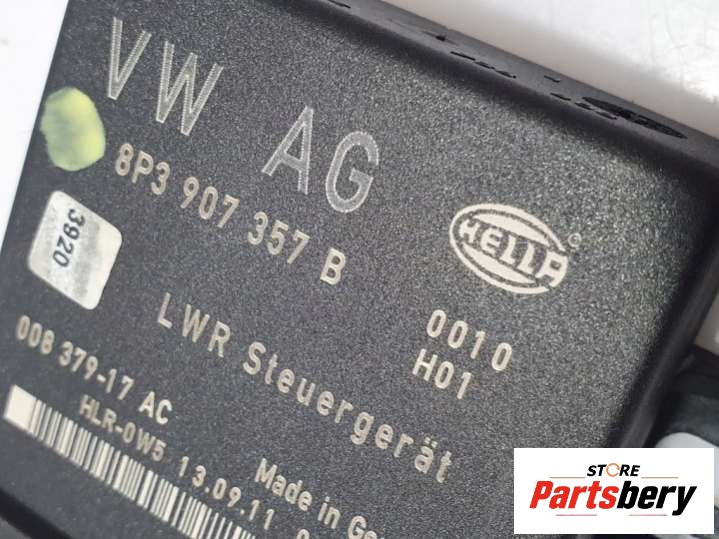 VW AG
8P3 907 357 B
3920
HELLA
0010
H01
LWR Steuergerät
008 379-17 AC
HLR-0W5 13.09.11
Made in
STORE
Partsbery